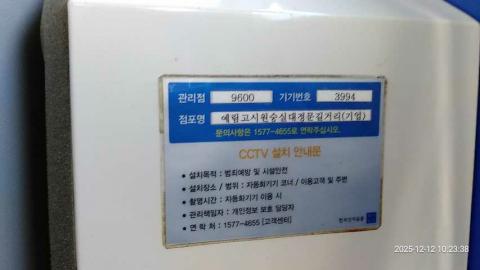 관리점 9600 기기번호 3994
점포명 예림고시원숭실대정문길거리(기업)
문의사항은 1577-4655로 연락주십시오.
CCTV 설치 안내문
• 설치목적 : 범죄예방 및 시설안전
• 설치장소 / 범위 : 자동화기기 코너 / 이용고객 및 주변
• 촬영시간 : 자동화기기 이용 시
• 관리책임자 : 개인정보 보호 담당자
• 연 락 처 : 1577-4655 [고객센터]
2025-12-12 10:23:38